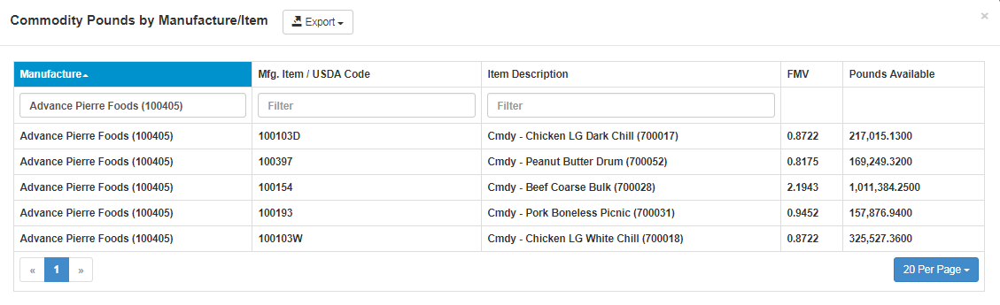 Commodity Pounds by Manufacture/Item Export ×
Manufacture Mfg. Item / USDA Code Item Description FMV Pounds Available
Advance Pierre Foods (100405) Filter Filter
Advance Pierre Foods (100405) 100103D Cmdy - Chicken LG Dark Chill (700017) 0.8722 217,015.1300
Advance Pierre Foods (100405) 100397 Cmdy - Peanut Butter Drum (700052) 0.8175 169,249.3200
Advance Pierre Foods (100405) 100154 Cmdy - Beef Coarse Bulk (700028) 2.1943 1,011,384.2500
Advance Pierre Foods (100405) 100193 Cmdy - Pork Boneless Picnic (700031) 0.9452 157,876.9400
Advance Pierre Foods (100405) 100103W Cmdy - Chicken LG White Chill (700018) 0.8722 325,527.3600
« 1 » 20 Per Page